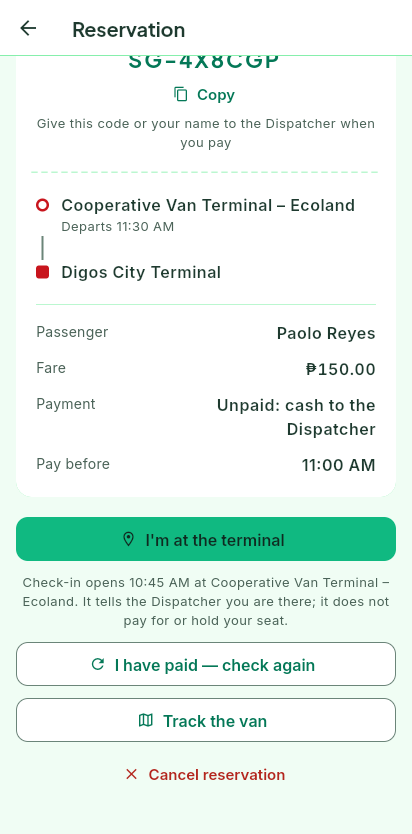 Reservation
SG-4X8CGP
Copy
Give this code or your name to the Dispatcher when
you pay
Cooperative Van Terminal – Ecoland
Departs 11:30 AM
Digos City Terminal
Passenger
Paolo Reyes
Fare
₱150.00
Payment
Unpaid: cash to the
Dispatcher
Pay before
11:00 AM
I'm at the terminal
Check-in opens 10:45 AM at Cooperative Van Terminal –
Ecoland. It tells the Dispatcher you are there; it does not
pay for or hold your seat.
I have paid — check again
Track the van
Cancel reservation